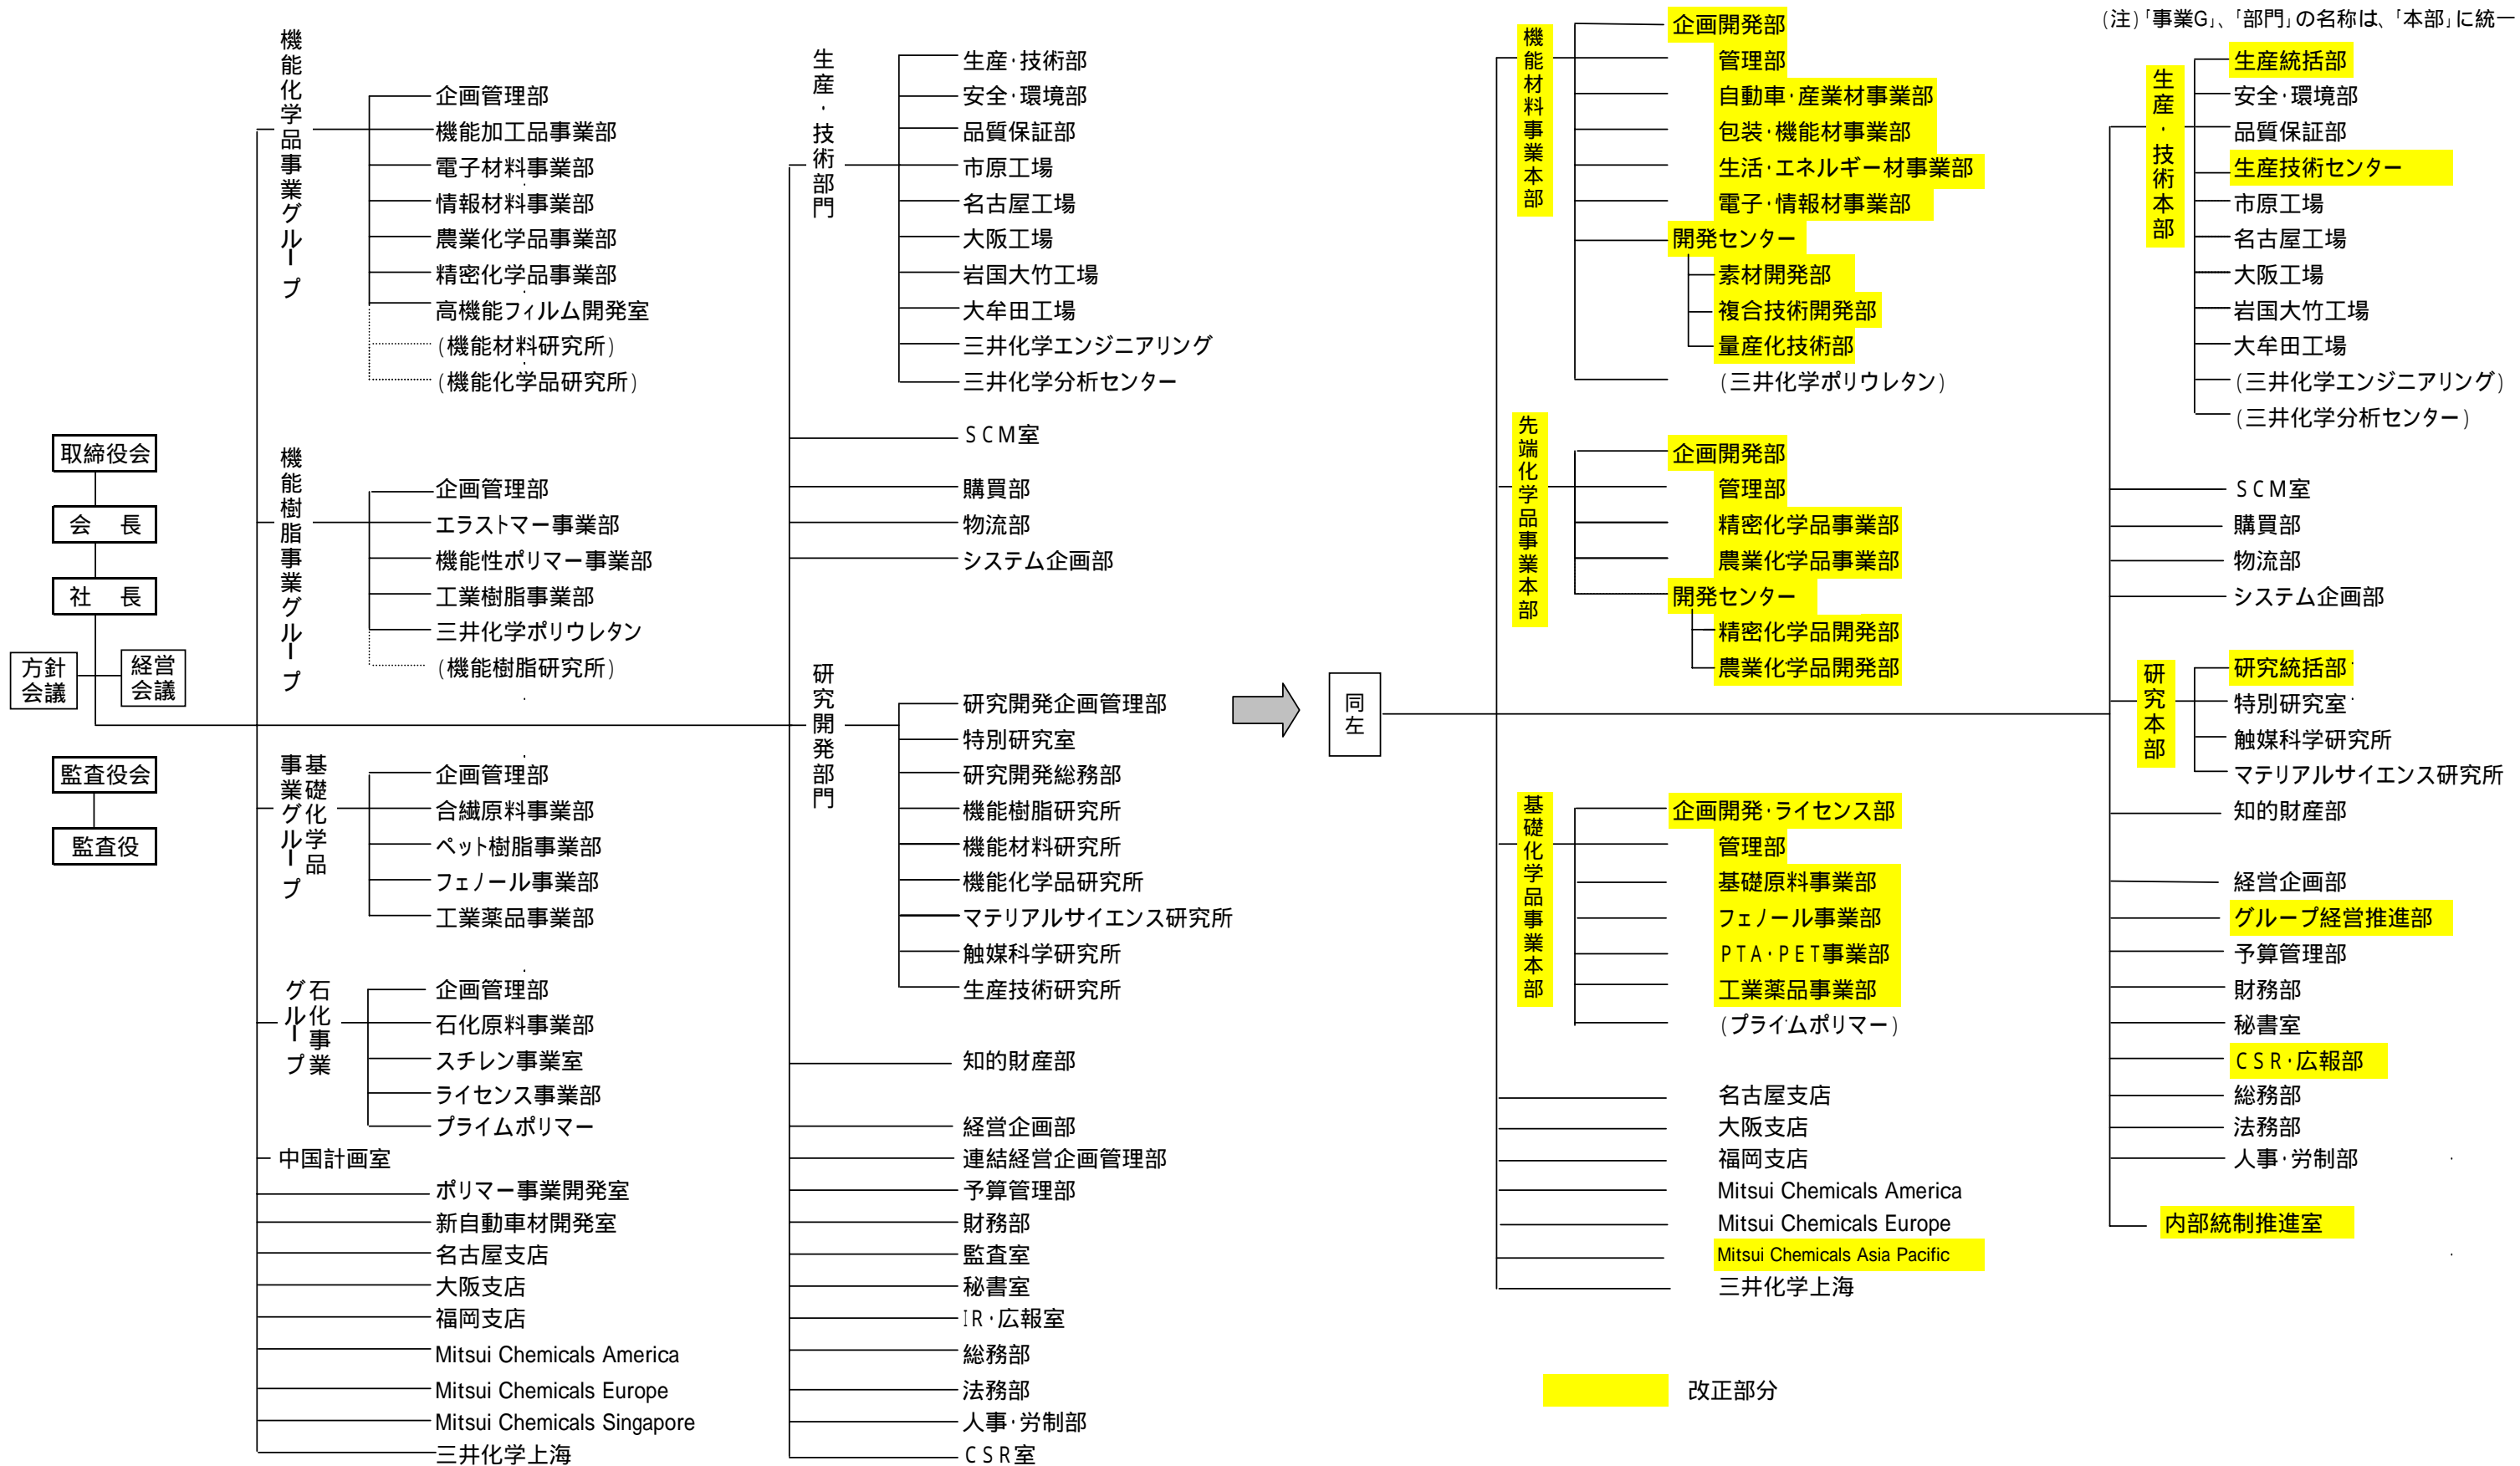 取締役会
会　長
社　長
方針
会議
経営
会議
監査役会
監査役
機能化学品事業グループ
企画管理部
機能加工品事業部
電子材料事業部
情報材料事業部
農業化学品事業部
精密化学品事業部
高機能フィルム開発室
(機能材料研究所)
(機能化学品研究所)
機能樹脂事業グループ
企画管理部
エラストマー事業部
機能性ポリマー事業部
工業樹脂事業部
三井化学ポリウレタン
(機能樹脂研究所)
基礎化学品
事業グループ
企画管理部
合繊原料事業部
ペット樹脂事業部
フェノール事業部
工業薬品事業部
石化事業
グループ
企画管理部
石化原料事業部
スチレン事業室
ライセンス事業部
プライムポリマー
中国計画室
ポリマー事業開発室
新自動車材開発室
名古屋支店
大阪支店
福岡支店
Mitsui Chemicals America
Mitsui Chemicals Europe
Mitsui Chemicals Singapore
三井化学上海
生産・技術部門
生産・技術部
安全・環境部
品質保証部
市原工場
名古屋工場
大阪工場
岩国大竹工場
大牟田工場
三井化学エンジニアリング
三井化学分析センター
SCM室
購買部
物流部
システム企画部
研究開発部門
研究開発企画管理部
特別研究室
研究開発総務部
機能樹脂研究所
機能材料研究所
機能化学品研究所
マテリアルサイエンス研究所
触媒科学研究所
生産技術研究所
知的財産部
経営企画部
連結経営企画管理部
予算管理部
財務部
監査室
秘書室
IR・広報室
総務部
法務部
人事・労制部
CSR室
同左
機能材料事業本部
企画開発部
管理部
自動車・産業材事業部
包装・機能材事業部
生活・エネルギー材事業部
電子・情報材事業部
開発センター
素材開発部
複合技術開発部
量産化技術部
(三井化学ポリウレタン)
先端化学品事業本部
企画開発部
管理部
精密化学品事業部
農業化学品事業部
開発センター
精密化学品開発部
農業化学品開発部
基礎化学品事業本部
企画開発・ライセンス部
管理部
基礎原料事業部
フェノール事業部
PTA・PET事業部
工業薬品事業部
(プライムポリマー)
名古屋支店
大阪支店
福岡支店
Mitsui Chemicals America
Mitsui Chemicals Europe
Mitsui Chemicals Asia Pacific
三井化学上海
改正部分
(注)「事業G」、「部門」の名称は、「本部」に統一
生産・技術本部
生産統括部
安全・環境部
品質保証部
生産技術センター
市原工場
名古屋工場
大阪工場
岩国大竹工場
大牟田工場
(三井化学エンジニアリング)
(三井化学分析センター)
SCM室
購買部
物流部
システム企画部
研究本部
研究統括部
特別研究室
触媒科学研究所
マテリアルサイエンス研究所
知的財産部
経営企画部
グループ経営推進部
予算管理部
財務部
秘書室
CSR・広報部
総務部
法務部
人事・労制部
内部統制推進室